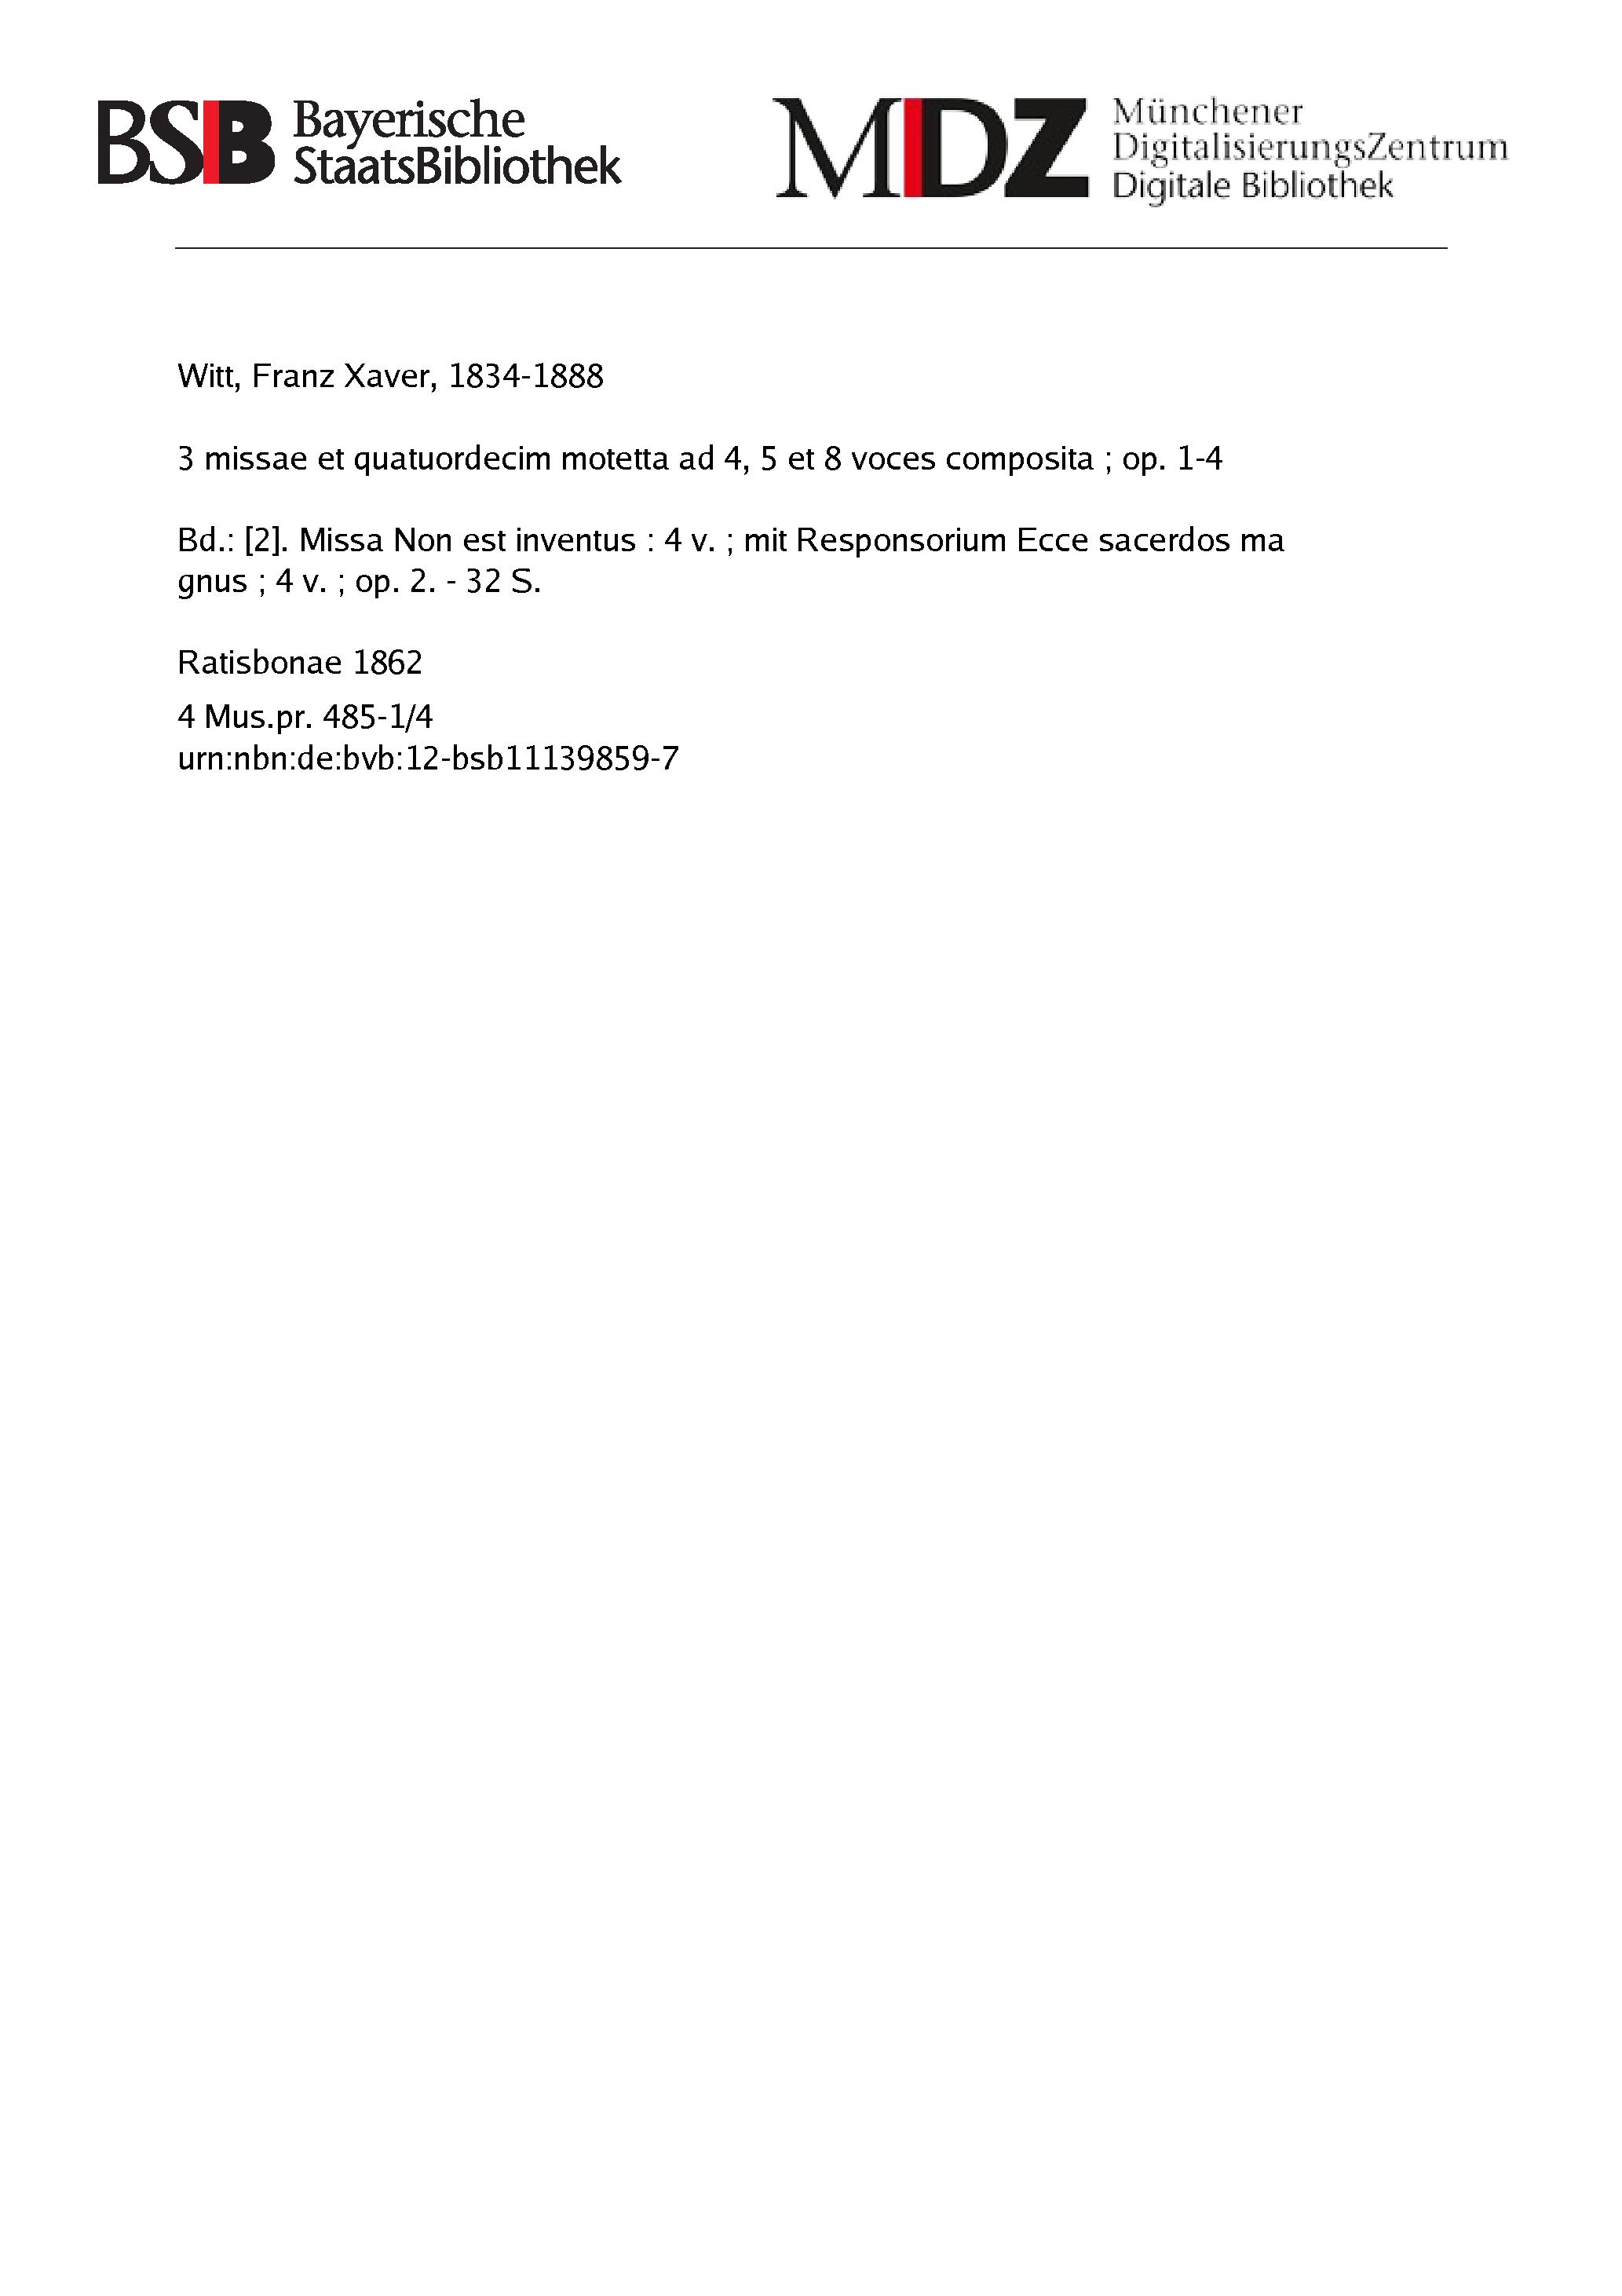 BSB Bayerische
StaatsBibliothek
MDZ Münchener
DigitalisierungsZentrum
Digitale Bibliothek
Witt, Franz Xaver, 1834-1888
3 missae et quatuordecim motetta ad 4, 5 et 8 voces composita ; op. 1-4
Bd.: [2]. Missa Non est inventus : 4 v. ; mit Responsorium Ecce sacerdos ma
gnus ; 4 v. ; op. 2. - 32 S.
Ratisbonae 1862
4 Mus.pr. 485-1/4
urn:nbn:de:bvb:12-bsb11139859-7